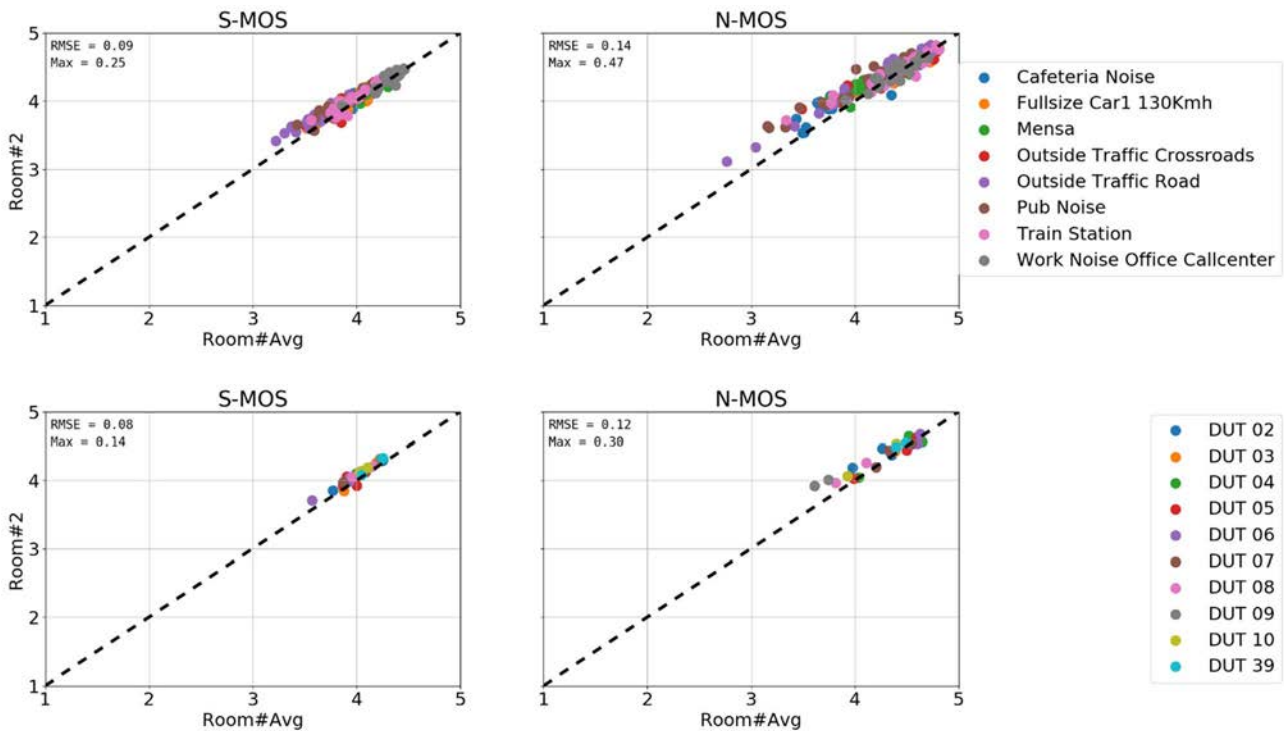 S-MOS
RMSE = 0.09
Max = 0.25
5
4
3
2
1
1 2 3 4 5
Room#2
Room#Avg
N-MOS
RMSE = 0.14
Max = 0.47
1 2 3 4 5
Room#Avg
Cafeteria Noise
Fullsize Car1 130Kmh
Mensa
Outside Traffic Crossroads
Outside Traffic Road
Pub Noise
Train Station
Work Noise Office Callcenter
S-MOS
RMSE = 0.08
Max = 0.14
5
4
3
2
1
1 2 3 4 5
Room#2
Room#Avg
N-MOS
RMSE = 0.12
Max = 0.30
1 2 3 4 5
Room#Avg
DUT 02
DUT 03
DUT 04
DUT 05
DUT 06
DUT 07
DUT 08
DUT 09
DUT 10
DUT 39